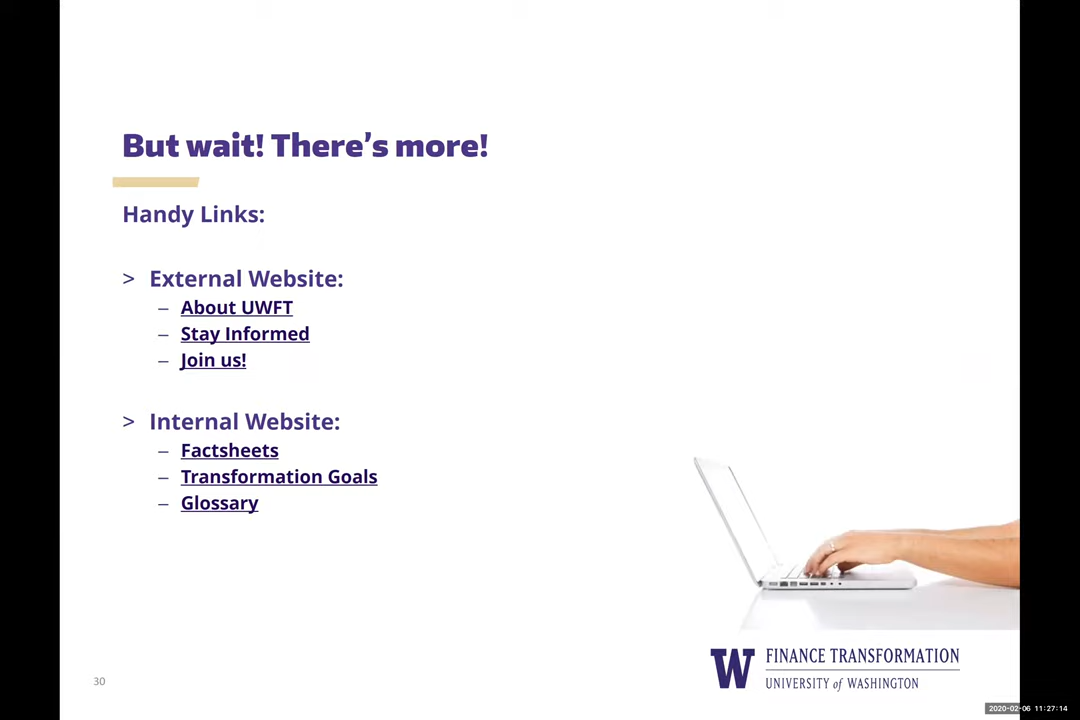 But wait! There’s more!
Handy Links:
> External Website:
– About UWFT
– Stay Informed
– Join us!
> Internal Website:
– Factsheets
– Transformation Goals
– Glossary
30
W FINANCE TRANSFORMATION
UNIVERSITY of WASHINGTON
2020-02-06 11:27:14